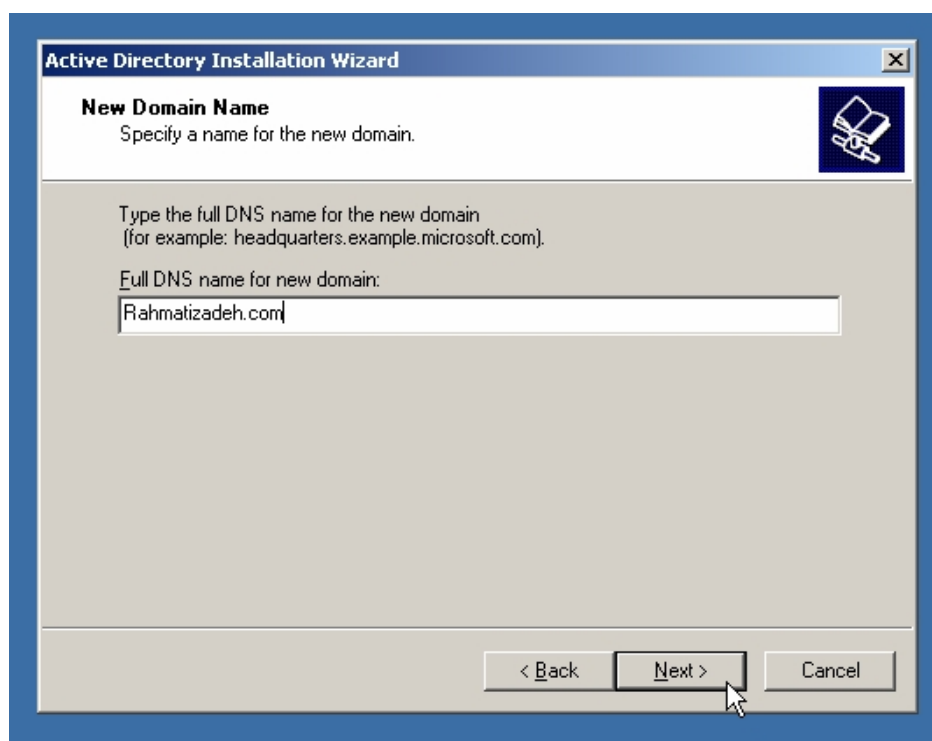 Active Directory Installation Wizard
New Domain Name
Specify a name for the new domain.
Type the full DNS name for the new domain
(for example: headquarters.example.microsoft.com).
Full DNS name for new domain:
Rahmatizadeh.com
< Back Next > Cancel